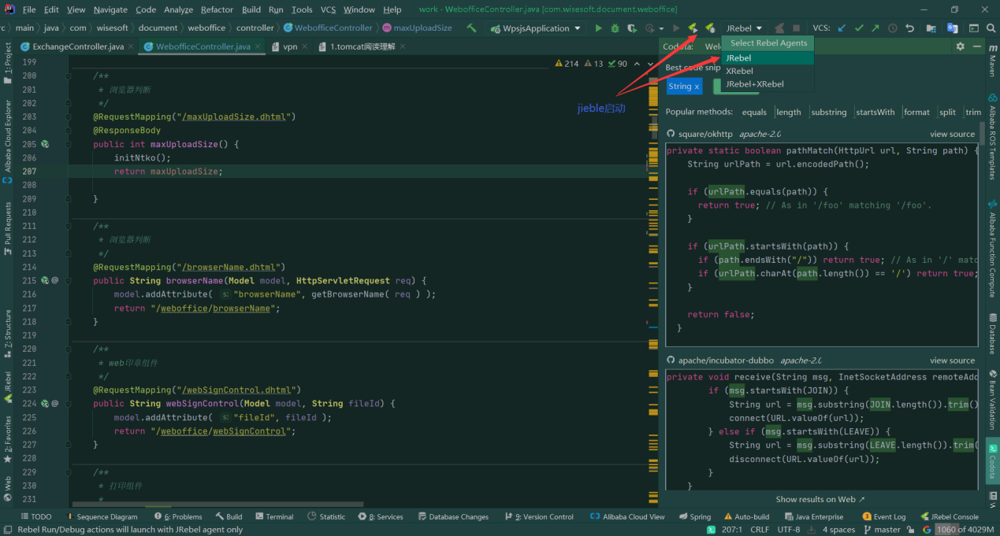 File Edit View Navigate Code Analyze Refactor Build Run Tools VCS Window Help work - WebofficeController.java [com.wisesoft.document.weboffice]
rc main java com wisesoft document weboffice controller WebofficeController maxUploadSize WpsjsApplication JRebel VCS:
ExchangeController.java WebofficeController.java vpn 1.tomcat阅读理解
Select Rebel Agents
JRebel
XRebel
JRebel+XRebel
jieble启动
214 13 90
199
200 /**
201 * 浏览器判断
202 */
203 @RequestMapping("/maxUploadSize.dhtml")
204 @ResponseBody
205 public int maxUploadSize() {
206 initNtko();
207 return maxUploadSize;
208
209 }
210
211 /**
212 * 浏览器判断
213 */
214 @RequestMapping("/browserName.dhtml")
215 @ public String browserName(Model model, HttpServletRequest req) {
216 model.addAttribute( s: "browserName", getBrowserName( req ) );
217 return "/weboffice/browserName";
218 }
219
220 /**
221 * web印章组件
222 */
223 @RequestMapping("/webSignControl.dhtml")
224 @ public String webSignControl(Model model, String fileId) {
225 model.addAttribute( s: "fileId", fileId );
226 return "/weboffice/webSignControl";
227 }
228
229 /**
230 * 打印组件
231 *
Codota: Wel
Best code snip
String x
Popular methods: equals length substring startsWith format split trim
square/okhttp apache-2.0 view source
private static boolean pathMatch(HttpUrl url, String path) {
String urlPath = url.encodedPath();
if (urlPath.equals(path)) {
return true; // As in '/foo' matching '/foo'.
}
if (urlPath.startsWith(path)) {
if (path.endsWith("/")) return true; // As in '/' matc
if (urlPath.charAt(path.length()) == '/') return true;
}
return false;
}
apache/incubator-dubbo apache-2.0 view source
private void receive(String msg, InetSocketAddress remoteAdd
if (msg.startsWith(JOIN)) {
String url = msg.substring(JOIN.length()).trim()
connect(URL.valueOf(url));
} else if (msg.startsWith(LEAVE)) {
String url = msg.substring(LEAVE.length()).trim(
disconnect(URL.valueOf(url));
}
}
Show results on Web ↗
1: Project
Alibaba Cloud Explorer
Pull Requests
Z: Structure
JRebel
2: Favorites
Web
Maven
Alibaba ROS Templates
Alibaba Function Compute
Database
Bean Validation
Codota
TODO Sequence Diagram 6: Problems Build Terminal Statistic 8: Services Database Changes 9: Version Control Alibaba Cloud View Spring Auto-build Java Enterprise 3 Event Log JRebel Console
Rebel Run/Debug actions will launch with JRebel agent only 207:1 CRLF UTF-8 4 spaces master 1060 of 4029M